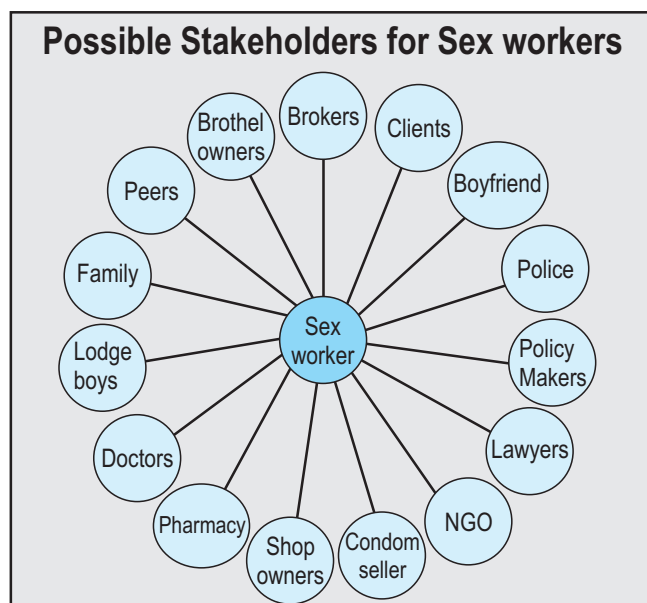 Possible Stakeholders for Sex workers
Brokers
Clients
Boyfriend
Police
Policy
Makers
Lawyers
NGO
Condom
seller
Shop
owners
Pharmacy
Doctors
Lodge
boys
Family
Peers
Brothel
owners
Sex
worker